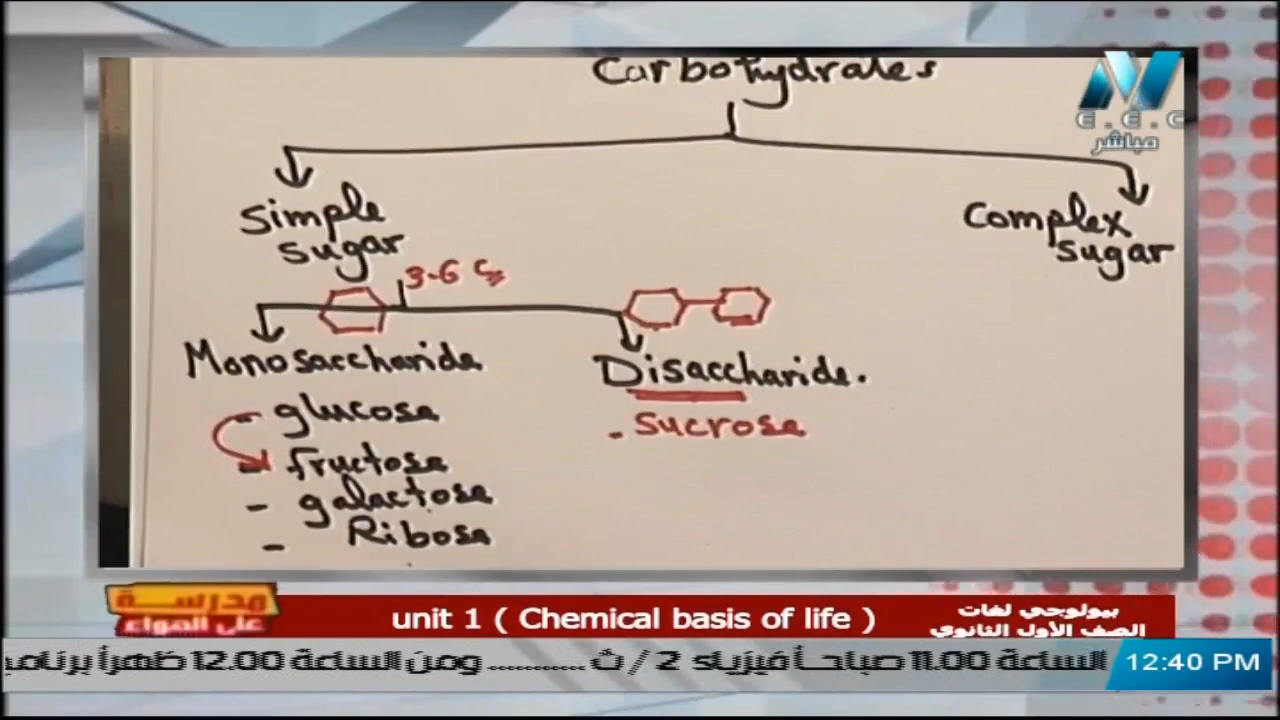 Carbohydrates
E.E.C
مباشر
Simple
sugar
Complex
sugar
3-6 C
Monosaccharide
Disaccharide.
- glucose
. Sucrose
- fructose
- galactose
- Ribose
مدرسة
على الهواء
unit 1 ( Chemical basis of life )
بيولوجي لغات
الصف الأول الثانوي
الساعة 11.00 صباحاً فيزياء 2 / ث ........... ومن الساعة 12.00 ظهراً برنامج
12:40 PM